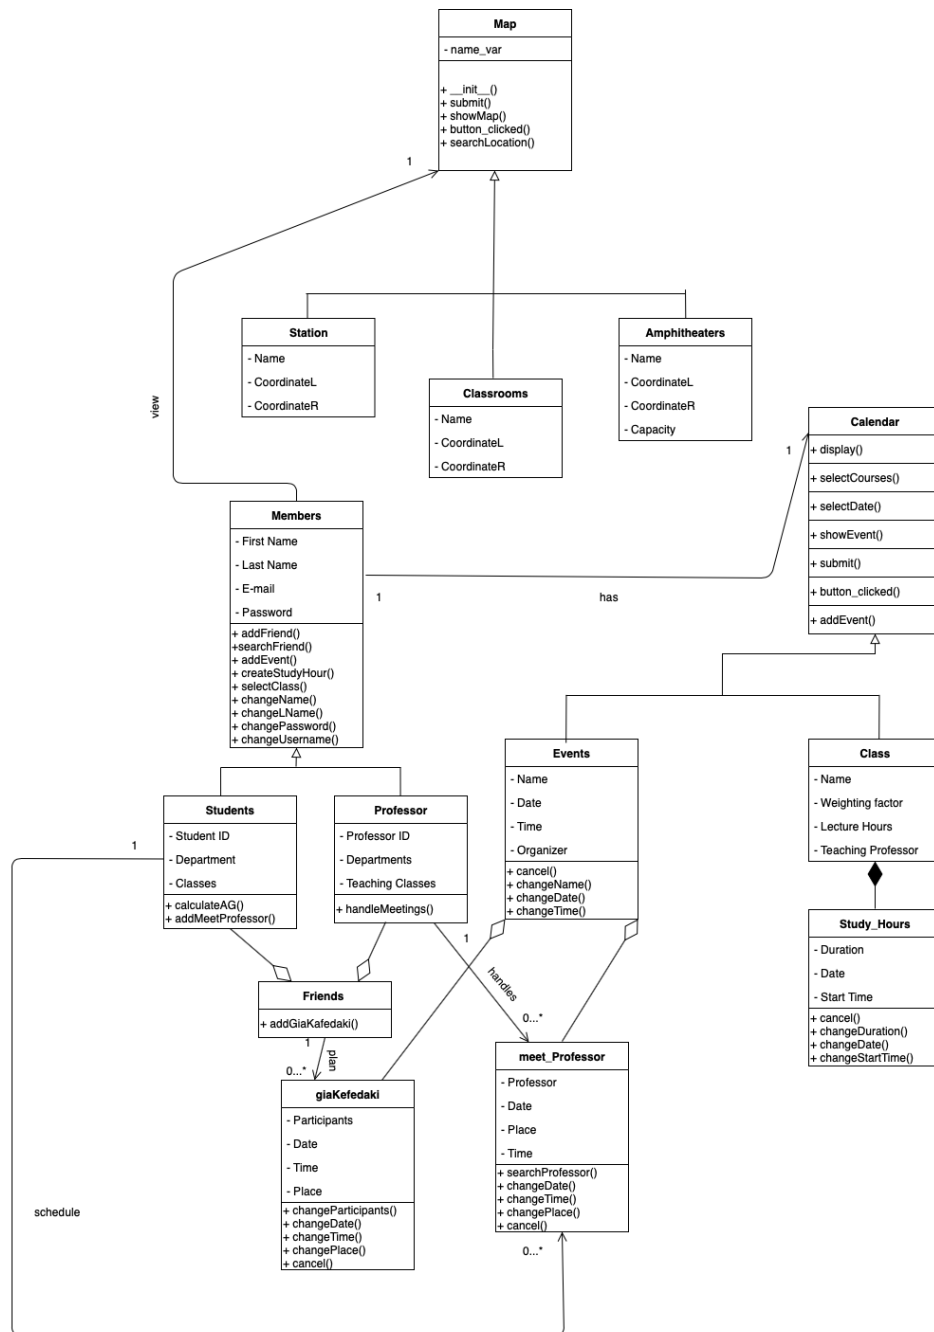 Map
- name_var
+ __init__()
+ submit()
+ showMap()
+ button_clicked()
+ searchLocation()
1
view
Station
- Name
- CoordinateL
- CoordinateR
Classrooms
- Name
- CoordinateL
- CoordinateR
Amphitheaters
- Name
- CoordinateL
- CoordinateR
- Capacity
Calendar
+ display()
+ selectCourses()
+ selectDate()
+ showEvent()
+ submit()
+ button_clicked()
+ addEvent()
1
1
has
Members
- First Name
- Last Name
- E-mail
- Password
+ addFriend()
+searchFriend()
+ addEvent()
+ createStudyHour()
+ selectClass()
+ changeName()
+ changeLName()
+ changePassword()
+ changeUsername()
Students
- Student ID
- Department
- Classes
+ calculateAG()
+ addMeetProfessor()
1
Professor
- Professor ID
- Departments
- Teaching Classes
+ handleMeetings()
Events
- Name
- Date
- Time
- Organizer
+ cancel()
+ changeName()
+ changeDate()
+ changeTime()
Class
- Name
- Weighting factor
- Lecture Hours
- Teaching Professor
Study_Hours
- Duration
- Date
- Start Time
+ cancel()
+ changeDuration()
+ changeDate()
+ changeStartTime()
1
handles
0...*
Friends
+ addGiaKafedaki()
1
plan
0...*
giaKefedaki
- Participants
- Date
- Time
- Place
+ changeParticipants()
+ changeDate()
+ changeTime()
+ changePlace()
+ cancel()
meet_Professor
- Professor
- Date
- Place
- Time
+ searchProfessor()
+ changeDate()
+ changeTime()
+ changePlace()
+ cancel()
0...*
schedule